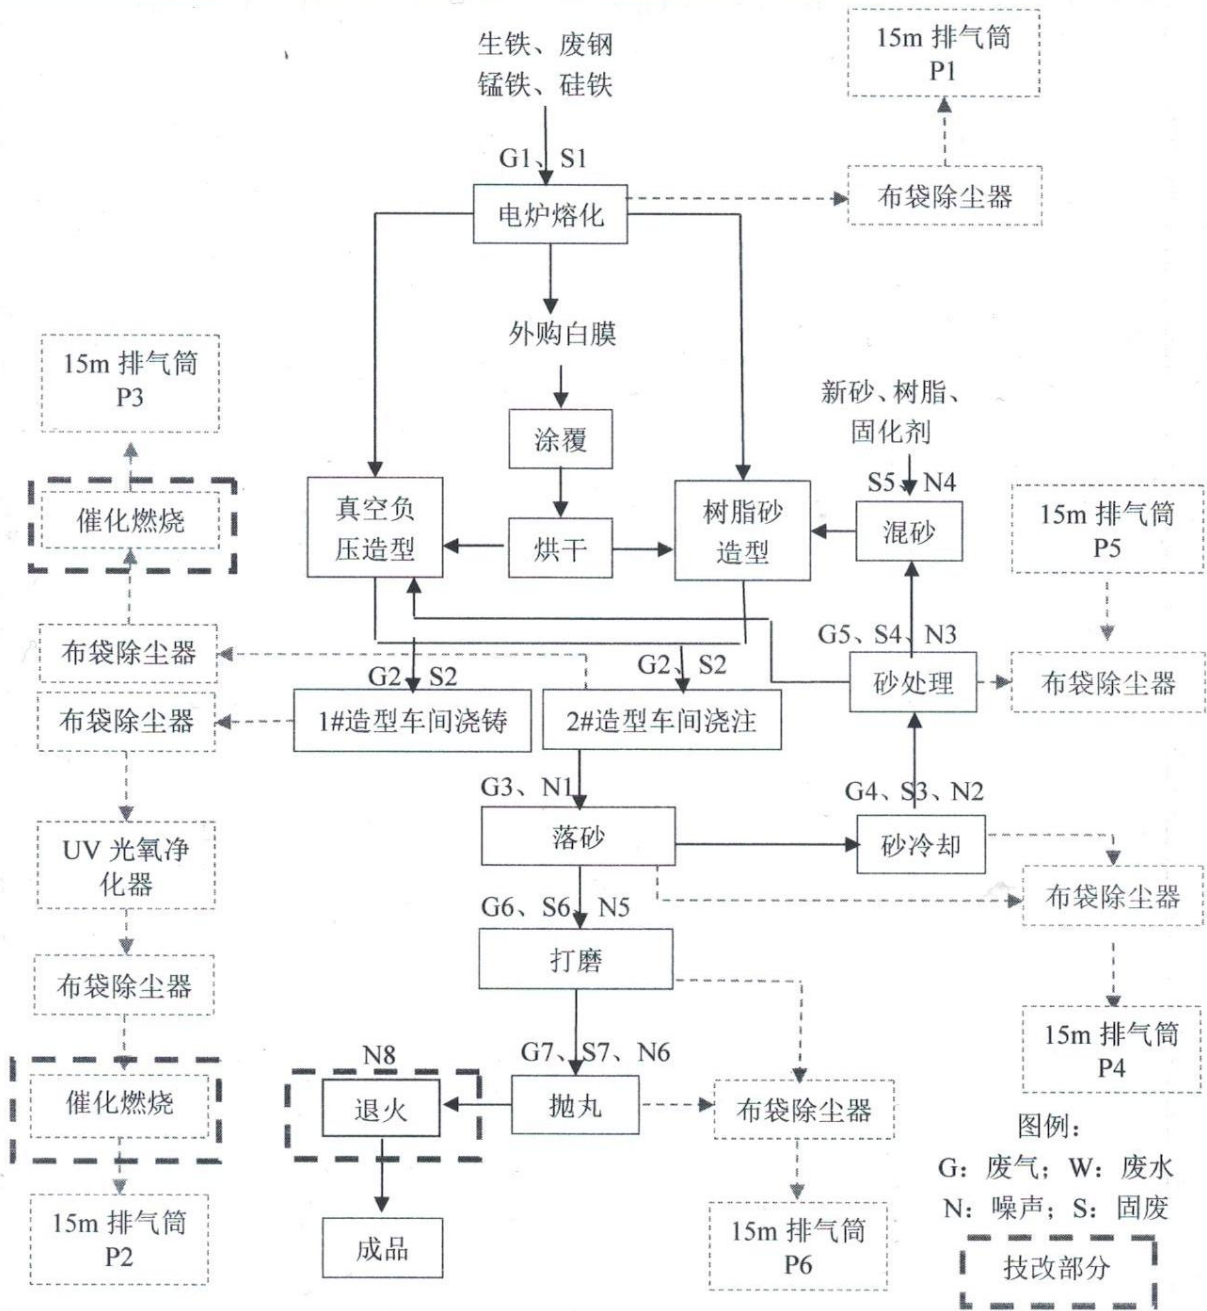 生铁、废钢
锰铁、硅铁
15m 排气筒
P1
G1、S1
电炉熔化
布袋除尘器
外购白膜
15m 排气筒
P3
涂覆
新砂、树脂、
固化剂
催化燃烧
真空负
压造型
烘干
树脂砂
造型
S5、N4
混砂
15m 排气筒
P5
布袋除尘器
G2、S2
G2、S2
G5、S4、N3
砂处理
布袋除尘器
布袋除尘器
1#造型车间浇铸
2#造型车间浇注
G3、N1
G4、S3、N2
UV 光氧净
化器
落砂
砂冷却
布袋除尘器
G6、S6、N5
布袋除尘器
打磨
15m 排气筒
P4
N8
G7、S7、N6
催化燃烧
退火
抛丸
布袋除尘器
15m 排气筒
P2
成品
15m 排气筒
P6
图例：
G：废气；W：废水
N：噪声；S：固废
技改部分